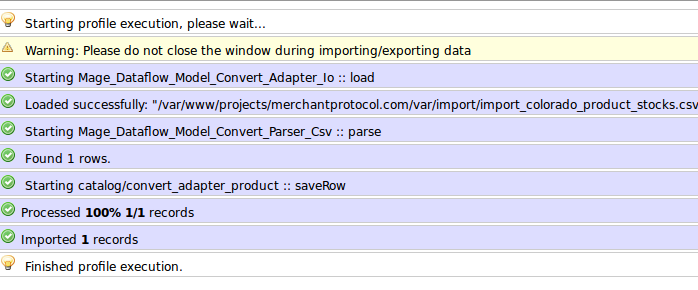 Starting profile execution, please wait...
Warning: Please do not close the window during importing/exporting data
Starting Mage_Dataflow_Model_Convert_Adapter_Io :: load
Loaded successfully: "/var/www/projects/merchantprotocol.com/var/import/import_colorado_product_stocks.csv
Starting Mage_Dataflow_Model_Convert_Parser_Csv :: parse
Found 1 rows.
Starting catalog/convert_adapter_product :: saveRow
Processed 100% 1/1 records
Imported 1 records
Finished profile execution.